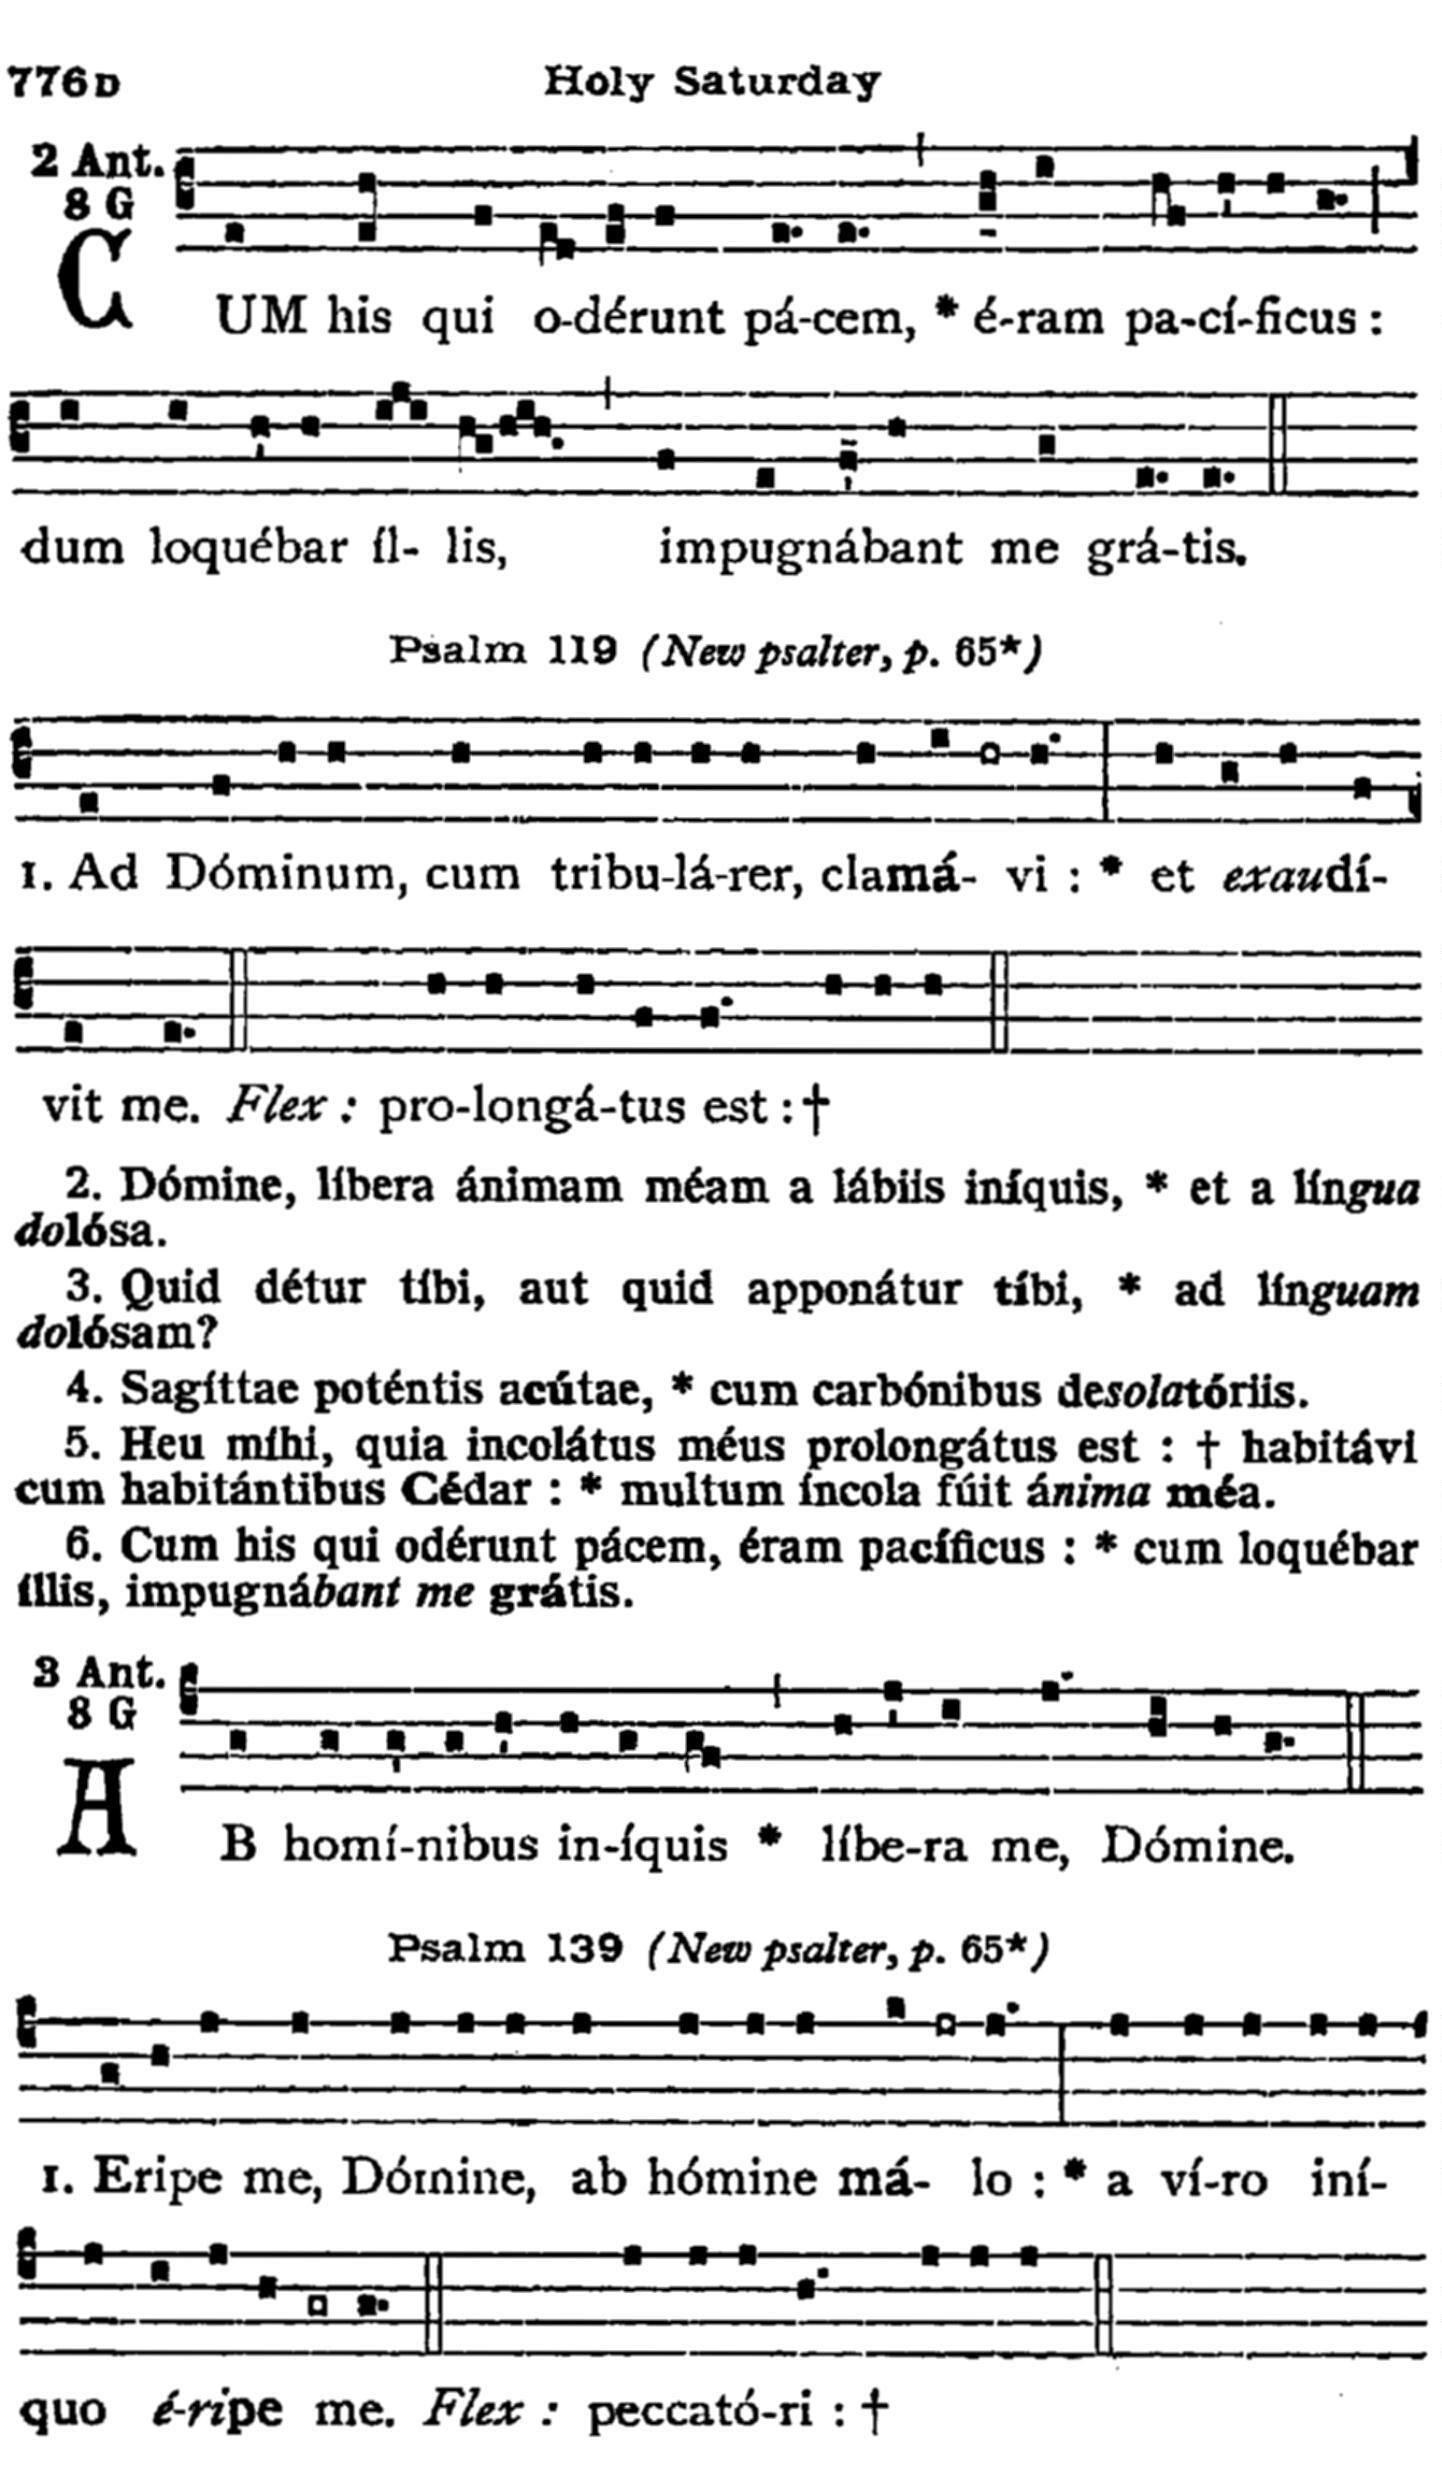 776D Holy Saturday
2 Ant.
8 G
CUM his qui o-dérunt pá-cem, * é-ram pa-cí-ficus :
dum loquébar íl- lis, impugnábant me grá-tis.
Psalm 119 (New psalter, p. 65*)
1. Ad Dóminum, cum tribu-lá-rer, clamá- vi : * et exaudí-
vit me. Flex : pro-longá-tus est : †
2. Dómine, líbera ánimam méam a lábiis iníquis, * et a língua
dolósa.
3. Quid détur tíbi, aut quid apponátur tíbi, * ad línguam
dolósam?
4. Sagíttae poténtis acútae, * cum carbónibus desolatóriis.
5. Heu míhi, quia incolátus méus prolongátus est : † habitávi
cum habitántibus Cédar : * multum íncola fúit ánima méa.
6. Cum his qui odérunt pácem, éram pacíficus : * cum loquébar
íllis, impugnábant me grátis.
3 Ant.
8 G
AB homí-nibus in-íquis * líbe-ra me, Dómine.
Psalm 139 (New psalter, p. 65*)
1. Eripe me, Dómine, ab hómine má- lo : * a ví-ro iní-
quo é-ripe me. Flex : peccató-ri : †